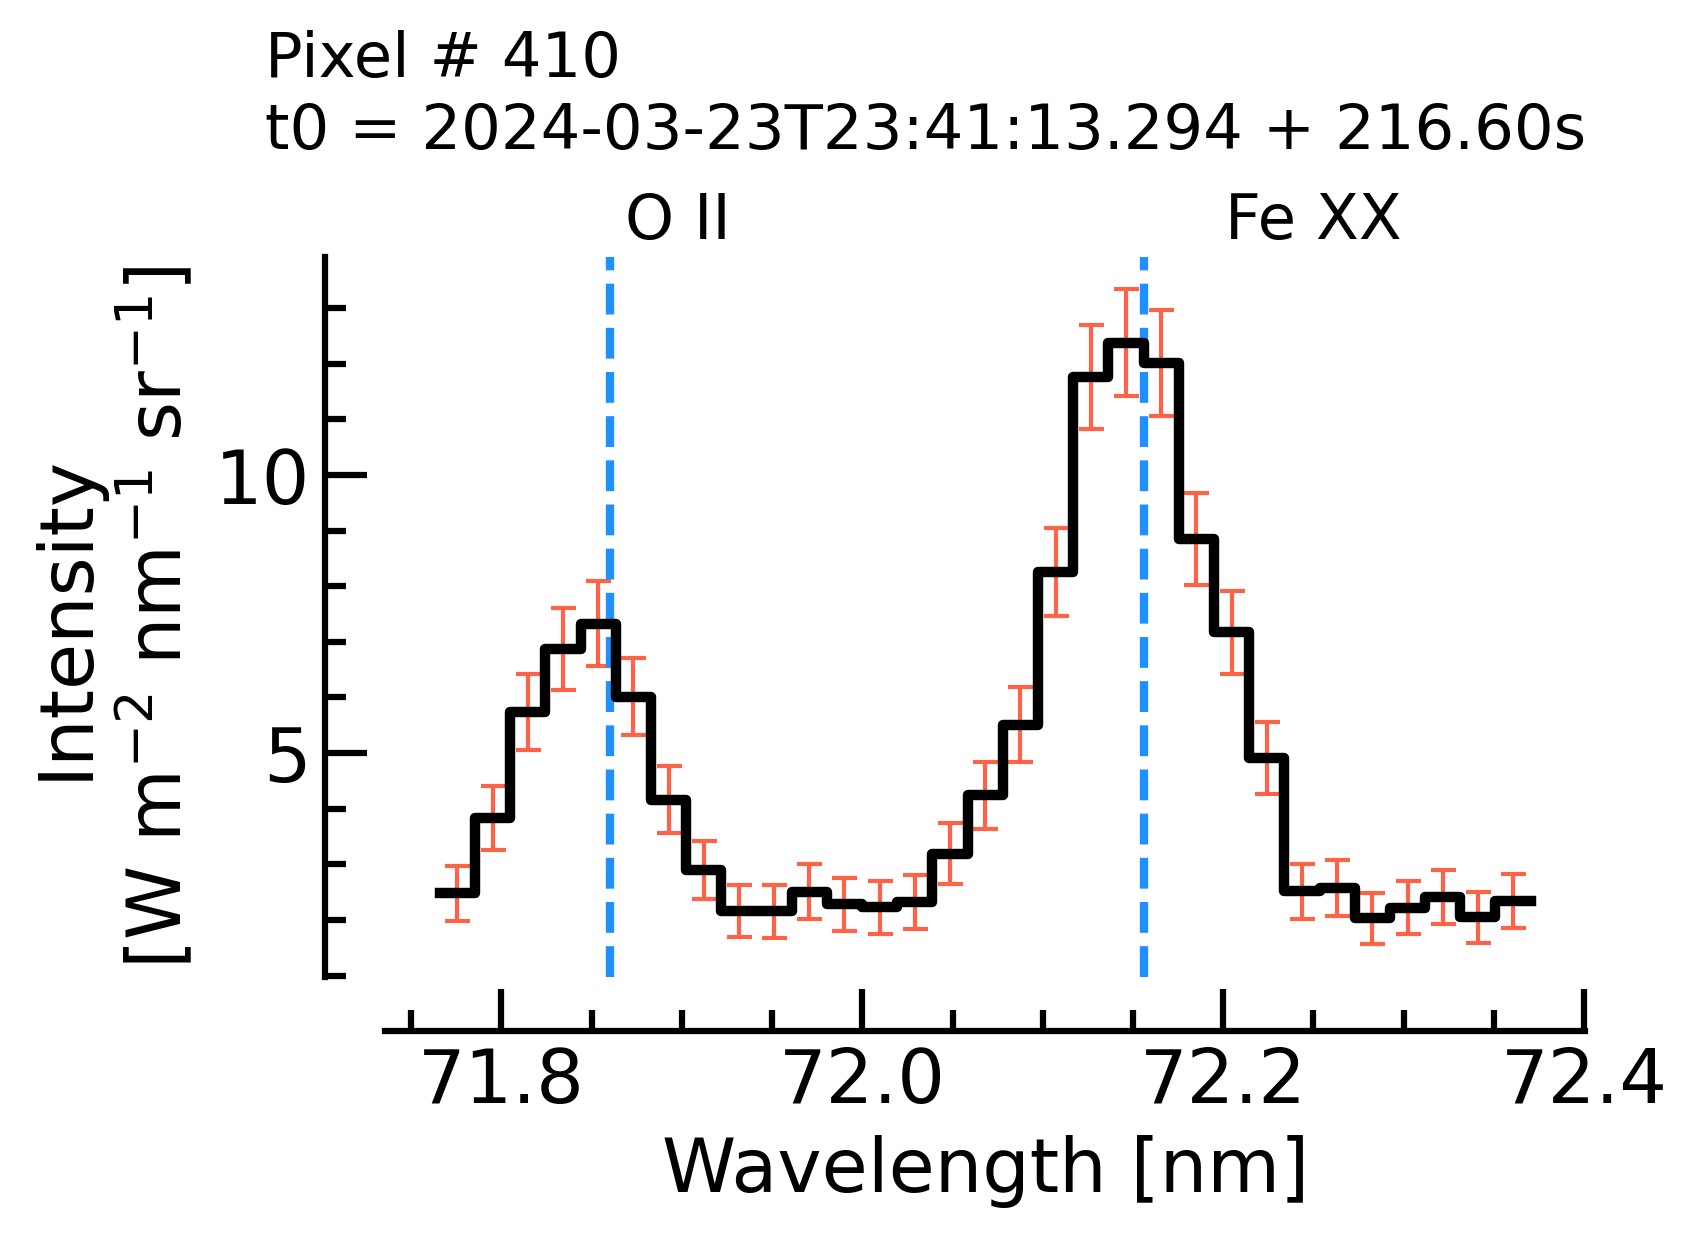 Pixel # 410
t0 = 2024-03-23T23:41:13.294 + 216.60s
O II
Fe XX
Intensity
[W m⁻² nm⁻¹ sr⁻¹]
10
5
71.8
72.0
72.2
72.4
Wavelength [nm]